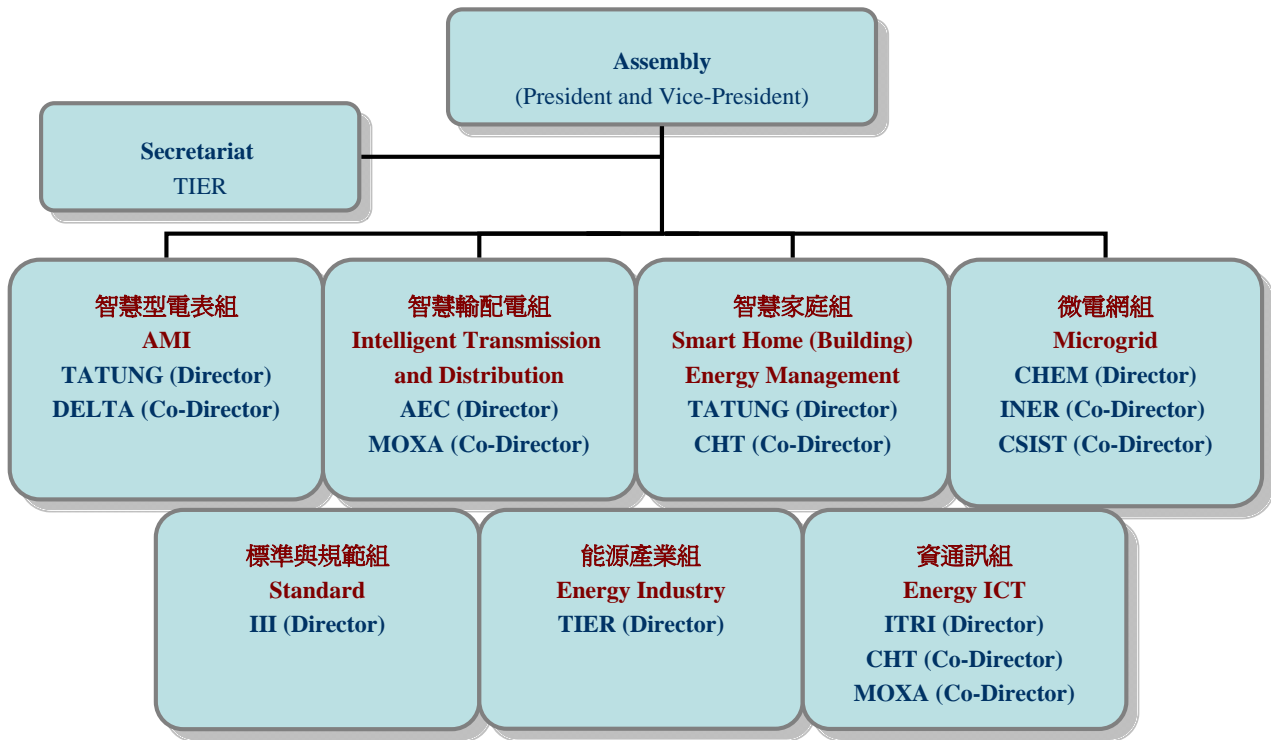 Assembly
(President and Vice-President)
Secretariat
TIER
智慧型電表組
AMI
TATUNG (Director)
DELTA (Co-Director)
智慧輸配電組
Intelligent Transmission
and Distribution
AEC (Director)
MOXA (Co-Director)
智慧家庭組
Smart Home (Building)
Energy Management
TATUNG (Director)
CHT (Co-Director)
微電網組
Microgrid
CHEM (Director)
INER (Co-Director)
CSIST (Co-Director)
標準與規範組
Standard
III (Director)
能源產業組
Energy Industry
TIER (Director)
資通訊組
Energy ICT
ITRI (Director)
CHT (Co-Director)
MOXA (Co-Director)